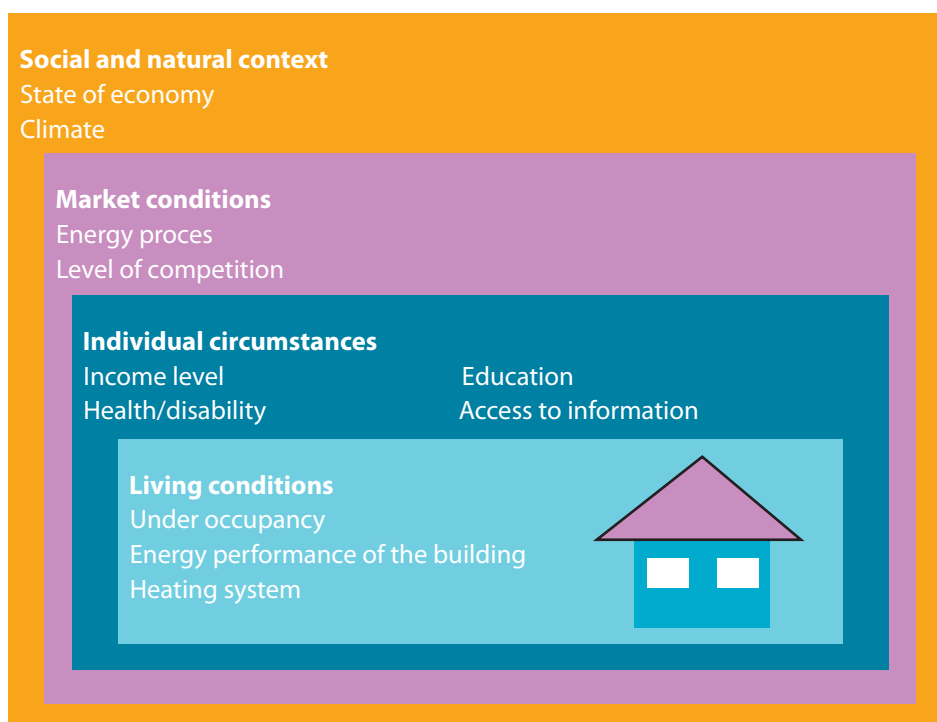 Social and natural context
State of economy
Climate
Market conditions
Energy proces
Level of competition
Individual circumstances
Income level Education
Health/disability Access to information
Living conditions
Under occupancy
Energy performance of the building
Heating system